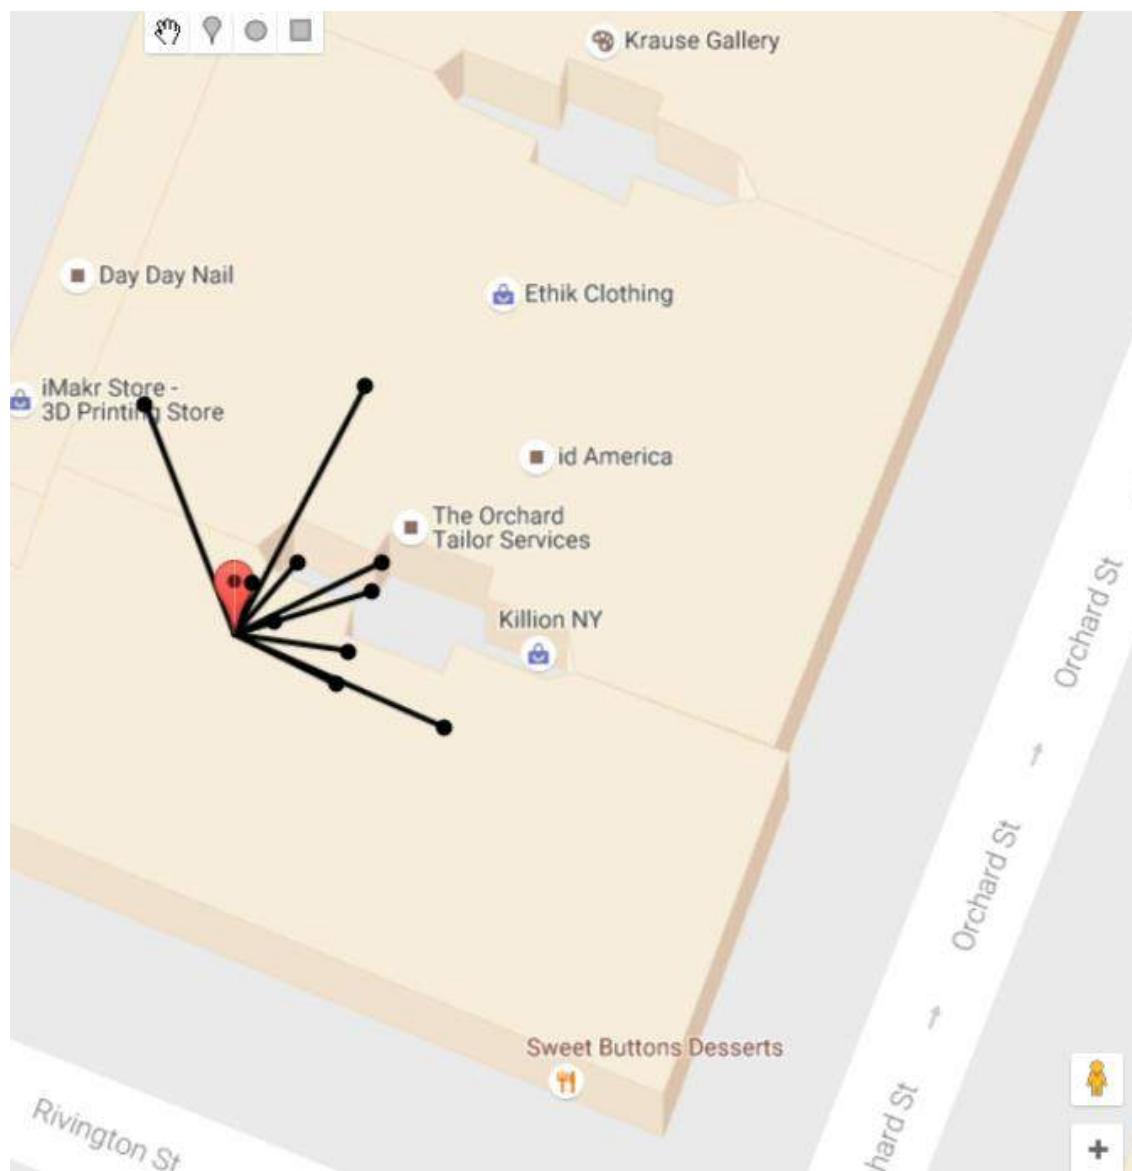 Krause Gallery
Day Day Nail
Ethik Clothing
iMakr Store -
3D Printing Store
id America
The Orchard
Tailor Services
Killion NY
Orchard St
Orchard St
Sweet Buttons Desserts
hard St
Rivington St